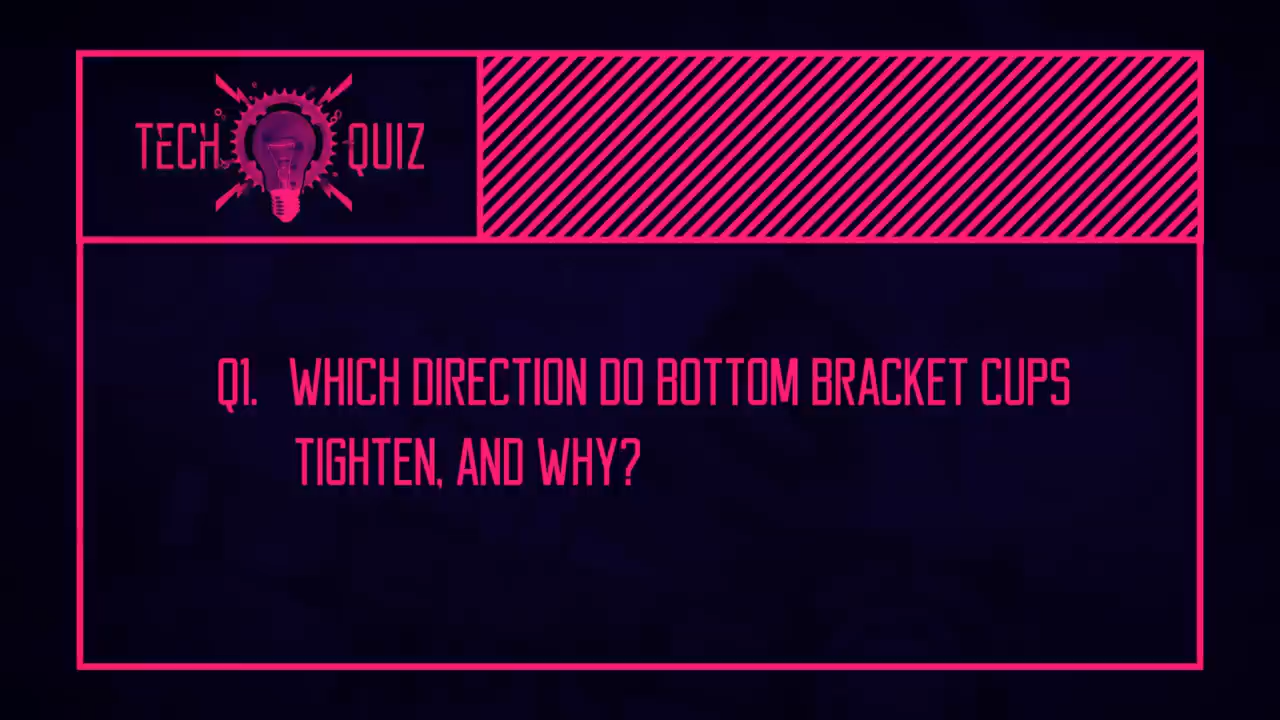 TECH QUIZ
Q1. WHICH DIRECTION DO BOTTOM BRACKET CUPS
TIGHTEN, AND WHY?